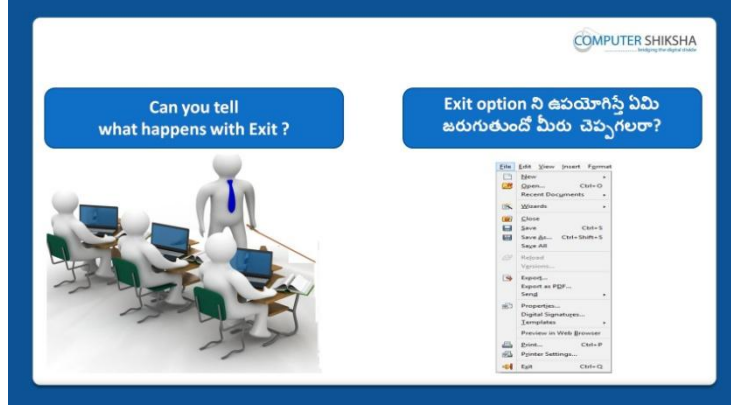 COMPUTER SHIKSHA
Bridging the digital divide
Can you tell
what happens with Exit ?
Exit option ని ఉపయోగిస్తే ఏమి
జరుగుతుందో మీరు చెప్పగలరా?
File Edit View Insert Format
New
Open... Ctrl+O
Recent Documents
Wizards
Close
Save Ctrl+S
Save As... Ctrl+Shift+S
Save All
Reload
Versions...
Export...
Export as PDF...
Send
Properties...
Digital Signatures...
Templates
Preview in Web Browser
Print... Ctrl+P
Printer Settings...
Exit Ctrl+Q